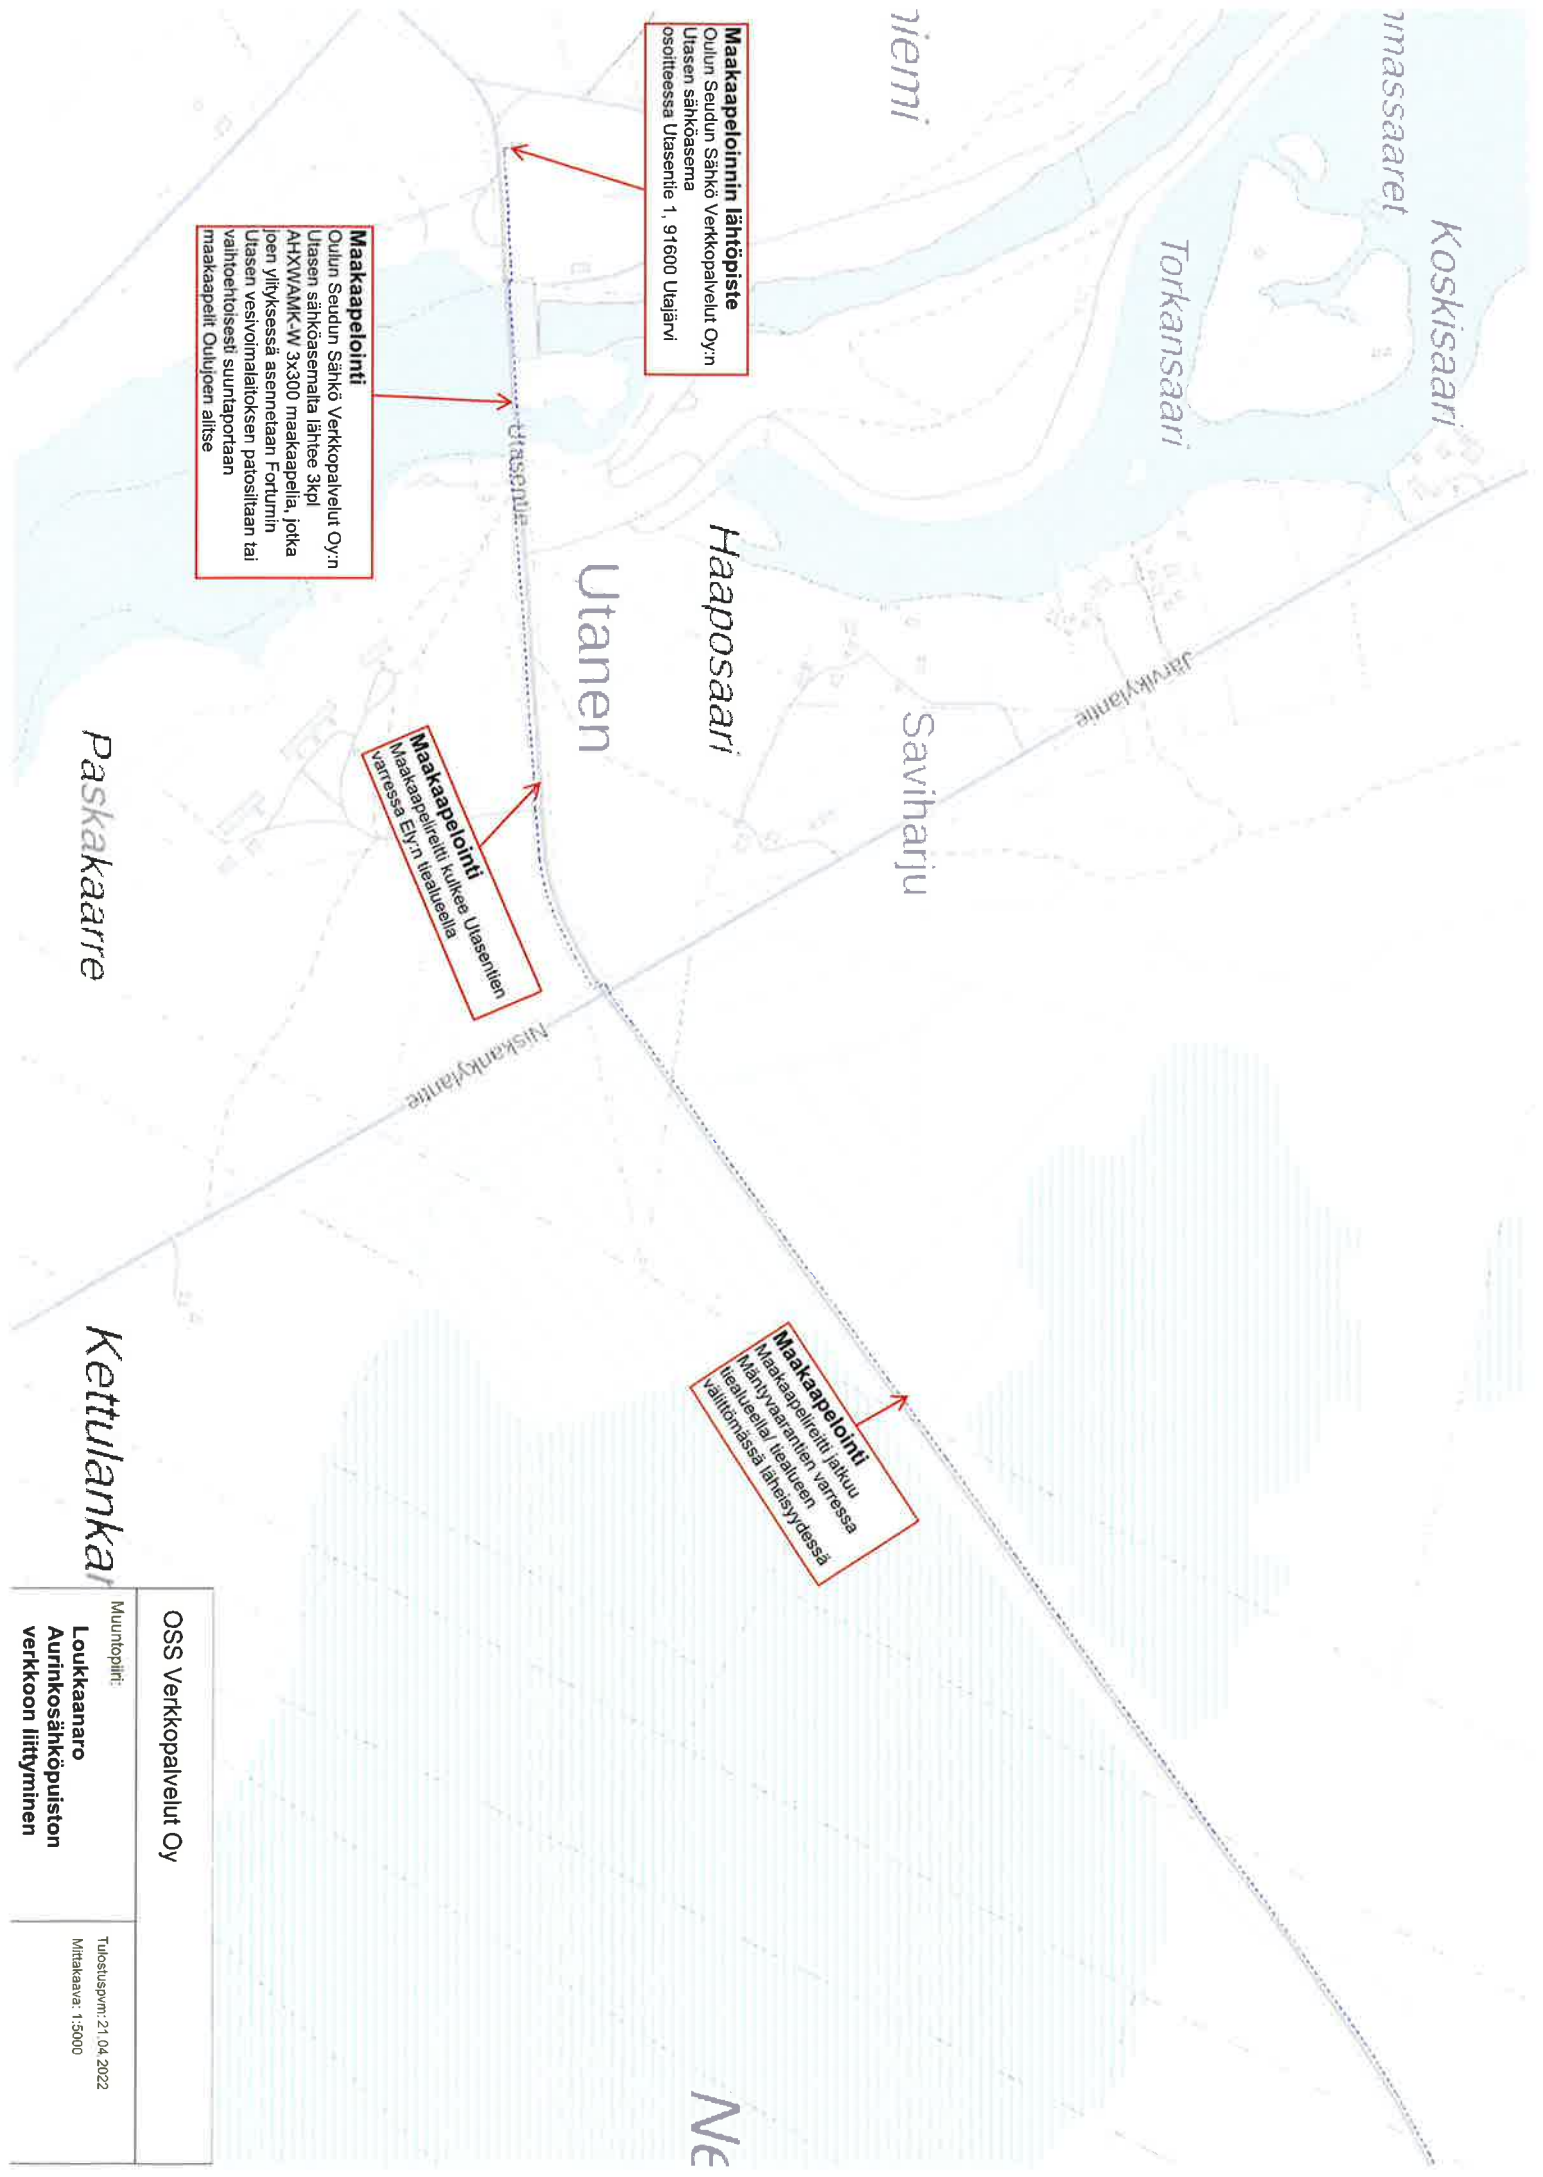 Koskisaari
Torkansaari
Maakaapeloinnin lähtöpiste
Oulun Seudun Sähkö Verkkopalvelut Oy:n
Utasen sähköasema
osoitteessa Utasentie 1, 91600 Utajärvi
Maakaapelointi
Oulun Seudun Sähkö Verkkopalvelut Oy:n
Utasen sähköasemalta lähtee 3kpl
AHXWAMK-W 3x300 maakaapelia, jotka
joen ylityksessä asennetaan Fortumin
Utasen vesivoimalaitoksen patosiltaan tai
vaihtoehtoisesti suuntaportaan
maakaapelit Oulujoen alitse
Utasentie
Haaposaari
Utanen
Saviharju
Järvikyläntie
Maakaapelointi
Maakaapelireitti kulkee Utasentien
varressa Ely:n tiealueella
Paskakaarre
Niskankyläntie
Maakaapelointi
Maakaapelireitti jatkuu
Mäntyvaarantien varressa
tiealueella/ tiealueen
välittömässä läheisyydessä
Kettulankar
Ne
OSS Verkkopalvelut Oy
Muuntopiiri:
Loukkaanaro
Aurinkosähköpuiston
verkkoon liittyminen
Tulostuspvm: 21.04.2022
Mittakaava: 1:5000